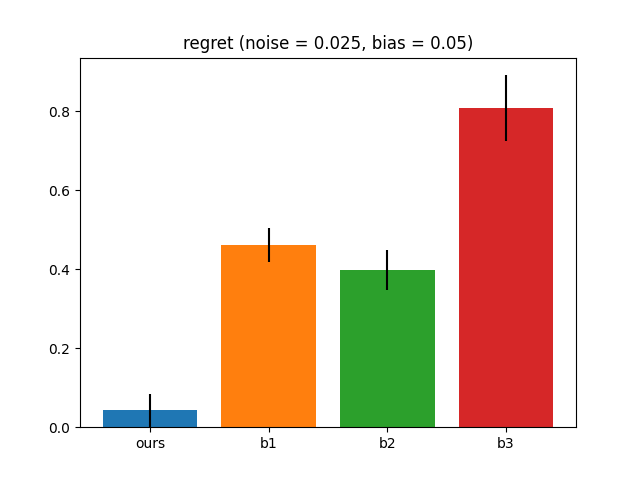 regret (noise = 0.025, bias = 0.05)
0.8
0.6
0.4
0.2
0.0
ours b1 b2 b3